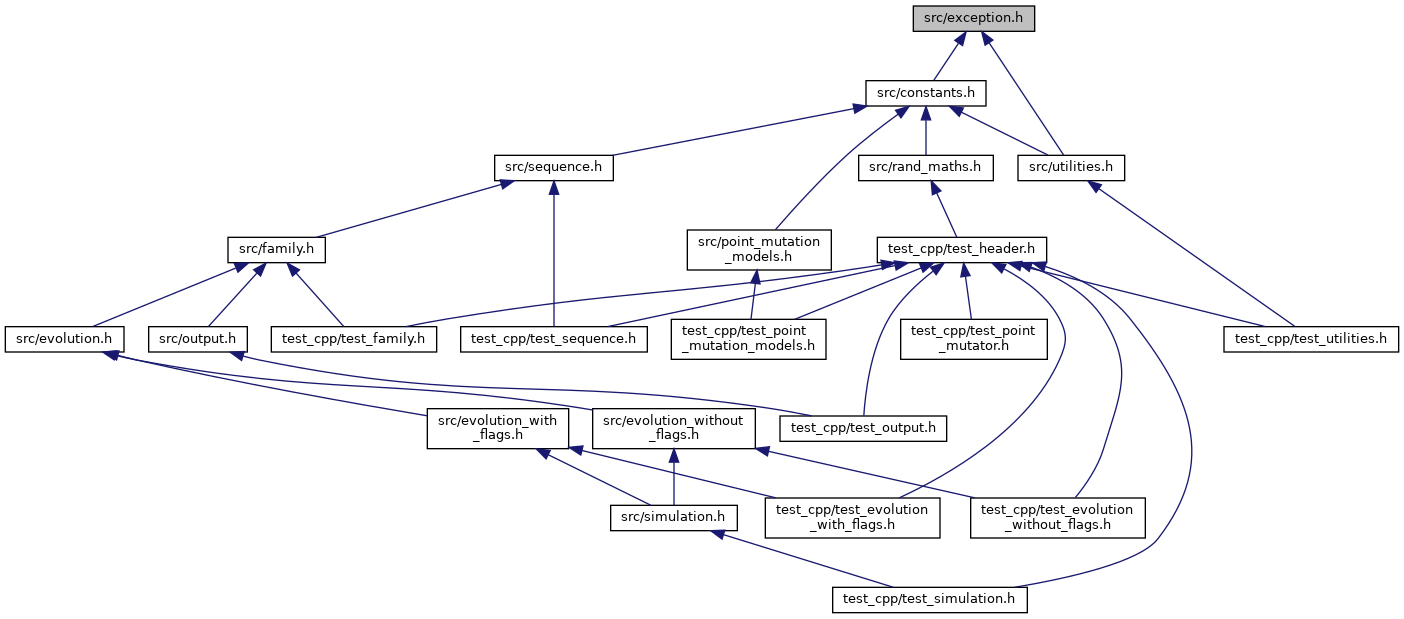 src/exception.h
src/constants.h
src/sequence.h
src/rand_maths.h
src/utilities.h
src/family.h
src/point_mutation
_models.h
test_cpp/test_header.h
src/evolution.h
src/output.h
test_cpp/test_family.h
test_cpp/test_sequence.h
test_cpp/test_point
_mutation_models.h
test_cpp/test_point
_mutator.h
test_cpp/test_utilities.h
src/evolution_with
_flags.h
src/evolution_without
_flags.h
test_cpp/test_output.h
src/simulation.h
test_cpp/test_evolution
_with_flags.h
test_cpp/test_evolution
_without_flags.h
test_cpp/test_simulation.h